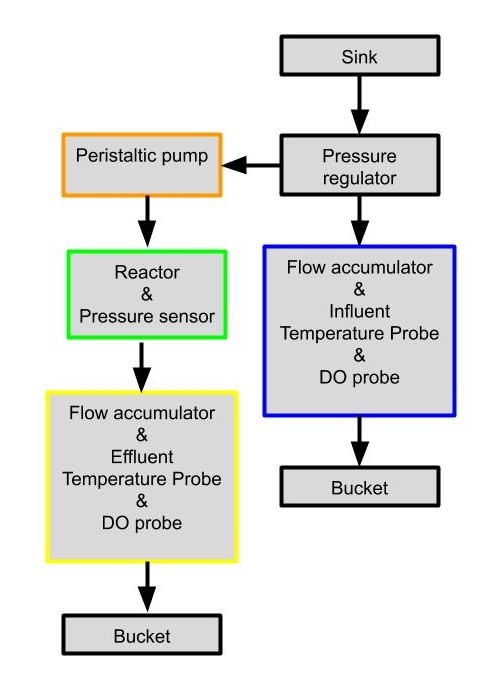 Sink
Peristaltic pump
Pressure
regulator
Reactor
&
Pressure sensor
Flow accumulator
&
Influent
Temperature Probe
&
DO probe
Flow accumulator
&
Effluent
Temperature Probe
&
DO probe
Bucket
Bucket